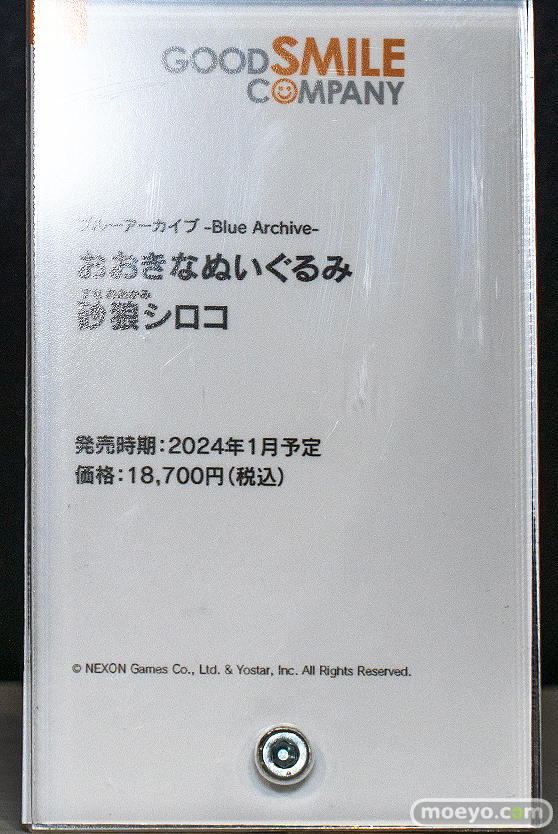 GOOD SMILE
COMPANY
ブルーアーカイブ -Blue Archive-
おおきなぬいぐるみ
すなおおかみ
砂狼シロコ
発売時期：2024年1月予定
価格：18,700円（税込）
© NEXON Games Co., Ltd. & Yostar, Inc. All Rights Reserved.
moeyo.com